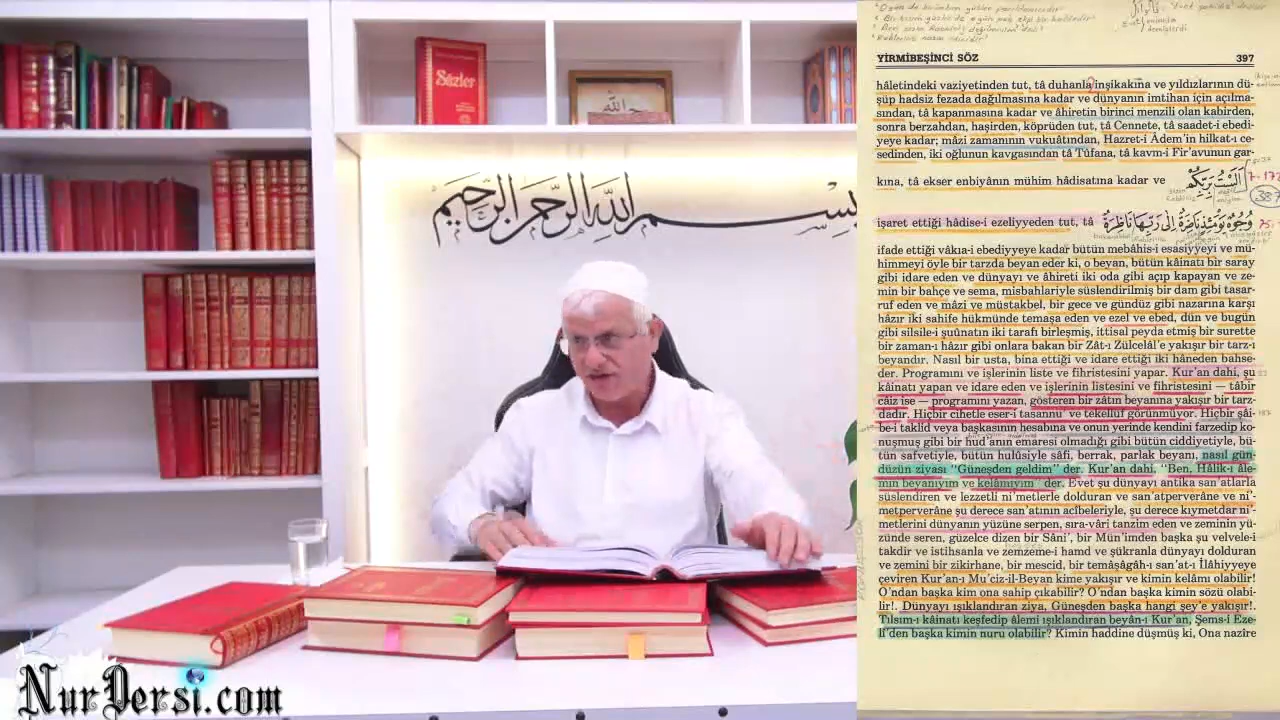 Sözler
بسم الله الرحمن الرحيم
NurDersi.com
YİRMİBEŞİNCİ SÖZ 397
hâletindeki vaziyetinden tut, tâ duhanla inşikakına ve yıldızlarının dü-
şüp hadsiz fezada dağılmasına kadar ve dünyanın imtihan için açılma-
sından, tâ kapanmasına kadar ve âhiretin birinci menzili olan kabirden,
sonra berzahdan, haşirden, köprüden tut, tâ Cennete, tâ saadet-i ebedi-
yeye kadar; mâzi zamanının vukuâtından, Hazret-i Âdem'in hilkat-i ce-
sedinden, iki oğlunun kavgasından tâ Tûfana, tâ kavm-i Fir'avunun gar-
kına, tâ ekser enbiyânın mühim hâdisatına kadar ve اَلَسْتُ بِرَبِّكُمْ
işaret ettiği hâdise-i ezeliyyeden tut, tâ وُجُوهٌ يَوْمَئِذٍ نَاضِرَةٌ اِلَى رَبِّهَا نَاظِرَةٌ
ifade ettiği vâkıa-i ebediyyeye kadar bütün mebâhis-i esasiyyeyi ve mü-
himmeyi öyle bir tarzda beyan eder ki, o beyan, bütün kâinatı bir saray
gibi idare eden ve dünyayı ve âhireti iki oda gibi açıp kapayan ve ze-
min bir bahçe ve sema, misbahlariyle süslendirilmiş bir dam gibi tasar-
ruf eden ve mâzi ve müstakbel, bir gece ve gündüz gibi nazarına karşı
hâzır iki sahife hükmünde temaşa eden ve ezel ve ebed, dün ve bugün
gibi silsile-i şuûnatın iki tarafı birleşmiş, ittisal peyda etmiş bir surette
bir zaman-ı hâzır gibi onlara bakan bir Zât-ı Zülcelâl'e yakışır bir tarz-ı
beyandır. Nasıl bir usta, bina ettiği ve idare ettiği iki hâneden bahse-
der. Programını ve işlerinin liste ve fihristesini yapar. Kur'an dahi, şu
kâinatı yapan ve idare eden ve işlerinin listesini ve fihristesini — tâbir
câiz ise — programını yazan, gösteren bir zâtın beyanına yakışır bir tarz-
dadır. Hiçbir cihetle eser-i tasannu' ve tekellüf görünmüyor. Hiçbir şâi-
be-i taklid veya başkasının hesabına ve onun yerinde kendini farzedip ko-
nuşmuş gibi bir hud'anın emaresi olmadığı gibi bütün ciddiyetiyle, bü-
tün safvetiyle, bütün hulûsiyle sâfi, berrak, parlak beyanı, nasıl gün-
düzün ziyası "Güneşden geldim" der. Kur'an dahi, "Ben, Hâlik-ı âle-
min beyanıyım ve kelâmıyım" der. Evet şu dünyayı antika san'atlarla
süslendiren ve lezzetli ni'metlerle dolduran ve san'atperverâne ve ni'-
metperverâne şu derece san'atının acîbeleriyle, şu derece kıymetdar ni'-
metlerini dünyanın yüzüne serpen, sıra-vâri tanzim eden ve zeminin yü-
zünde seren, güzelce dizen bir Sâni', bir Mün'imden başka şu velvele-i
takdir ve istihsanla ve zemzeme-i hamd ve şükranla dünyayı dolduran
ve zemini bir zikirhane, bir mescid, bir temâşâgâh-ı san'at-ı İlâhiyyeye
çeviren Kur'an-ı Mu'ciz-il-Beyan kime yakışır ve kimin kelâmı olabilir!
O'ndan başka kim ona sahip çıkabilir? O'ndan başka kimin sözü olabi-
lir!. Dünyayı ışıklandıran ziya, Güneşden başka hangi şey'e yakışır!.
Tılsım-ı kâinatı keşfedip âlemi ışıklandıran beyân-ı Kur'an, Şems-i Eze-
lî'den başka kimin nuru olabilir? Kimin haddine düşmüş ki, Ona nazire